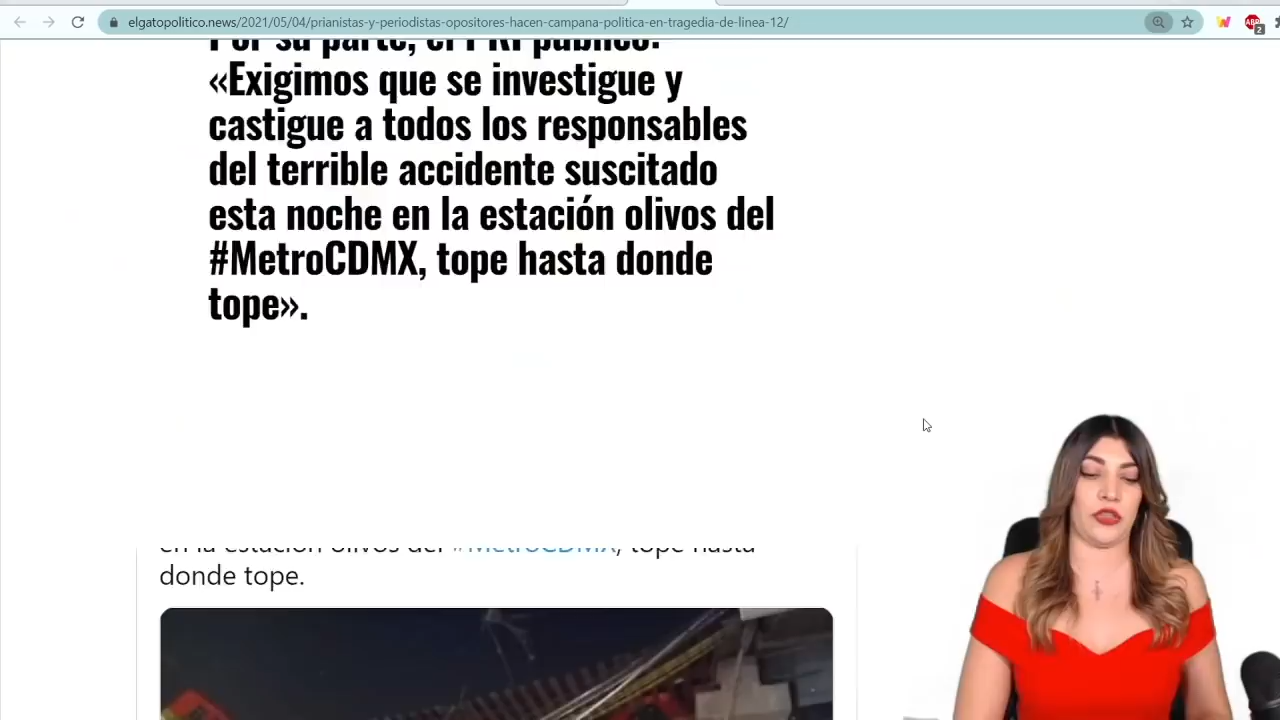 elgatopolitico.news/2021/05/04/prianistas-y-periodistas-opositores-hacen-campana-politica-en-tragedia-de-linea-12/
Por su parte, el PRI publicó:
«Exigimos que se investigue y
castigue a todos los responsables
del terrible accidente suscitado
esta noche en la estación olivos del
#MetroCDMX, tope hasta donde
tope».
en la estación olivos del #MetroCDMX, tope hasta
donde tope.
ABP
2